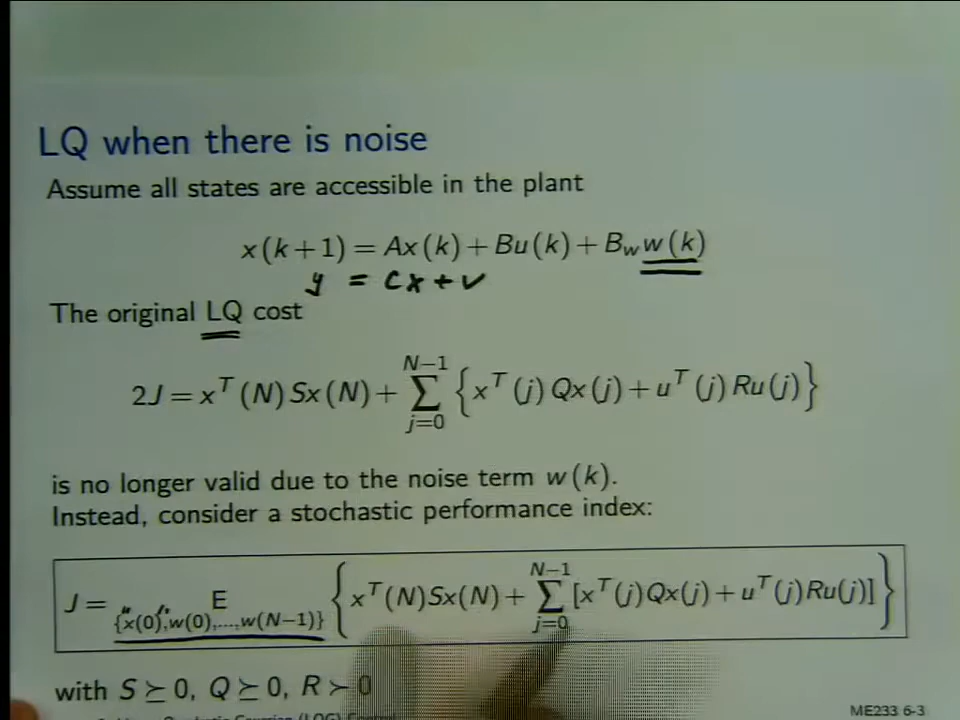 LQ when there is noise
Assume all states are accessible in the plant
x(k+1) = Ax(k) + Bu(k) + B_w w(k)
y = cx + v
The original LQ cost
2J = x^T(N)Sx(N) + ∑_{j=0}^{N−1} {x^T(j)Qx(j) + u^T(j)Ru(j)}
is no longer valid due to the noise term w(k).
Instead, consider a stochastic performance index:
J = E_{{x(0),w(0),...,w(N−1)}} {x^T(N)Sx(N) + ∑_{j=0}^{N−1} [x^T(j)Qx(j) + u^T(j)Ru(j)]}
with S ⪰ 0, Q ⪰ 0, R ≻ 0
(LQG) Control
ME233 6-3